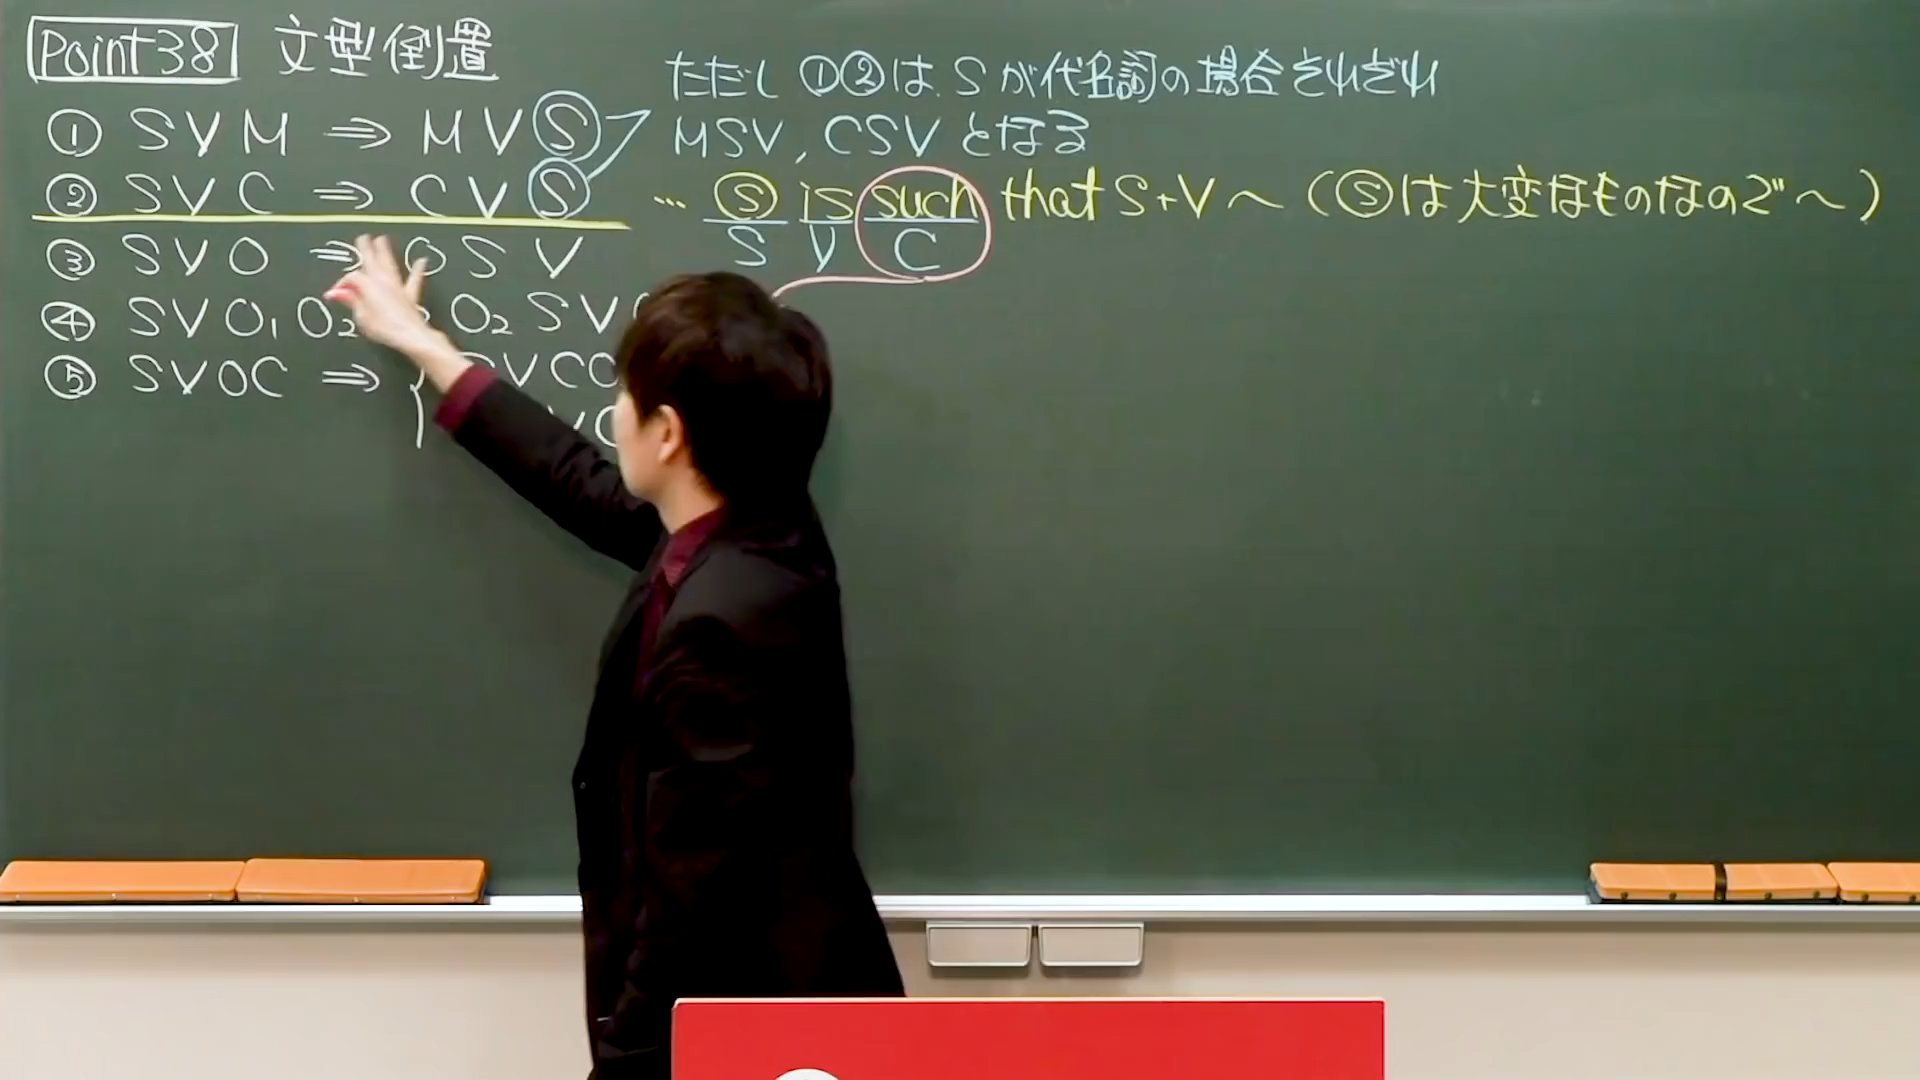 Point38 文型倒置
ただし ①②は Sが代名詞の場合それぞれ
MSV, CSV となる
① SVM ⇒ MVS
② SVC ⇒ CVS … Ⓢ is such that S+V～ (Ⓢは大変なものなので～)
S V C
③ SVO ⇒ OSV
④ SVO₁O₂ O₂SV
⑤ SVOC ⇒ { SVCO